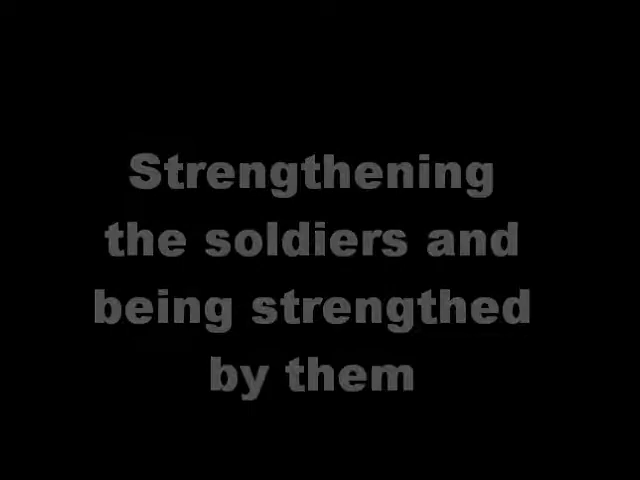 Strengthening
the soldiers and
being strengthed
by them